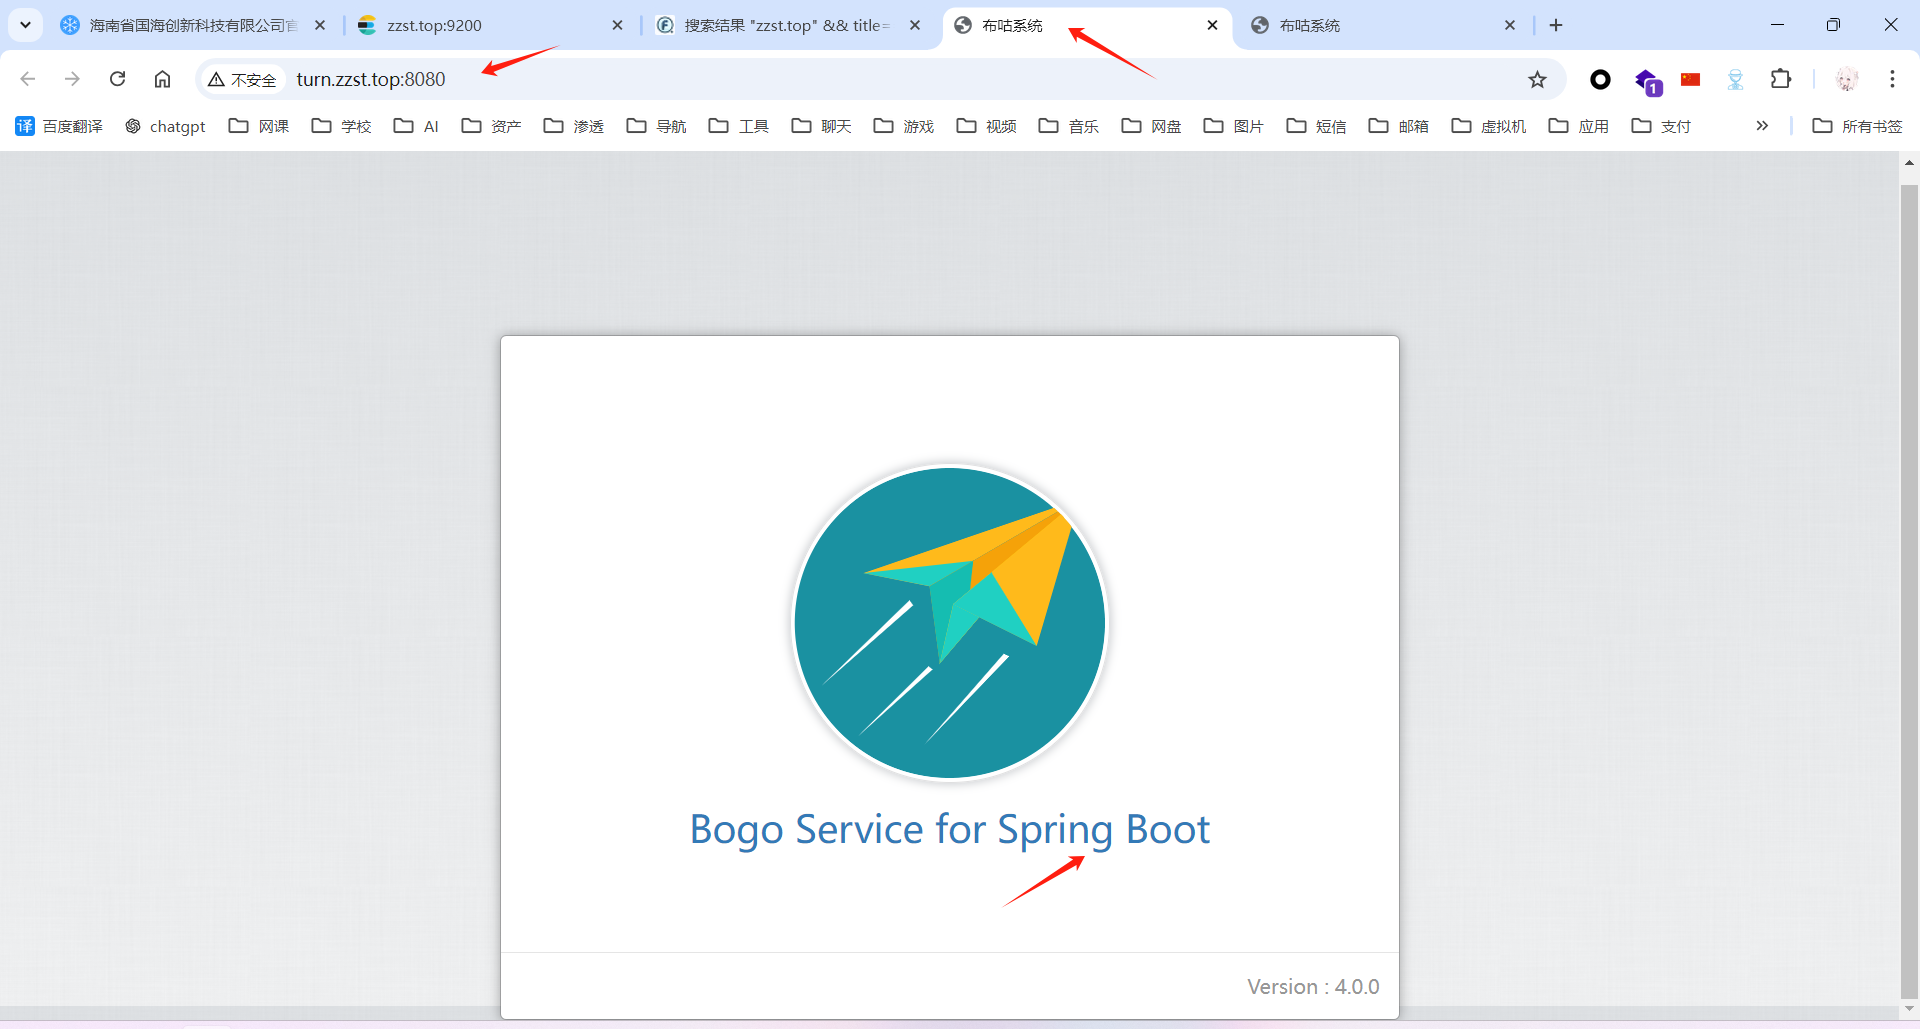 海南省国海创新科技有限公司官
zzst.top:9200
搜索结果 "zzst.top" && title=
布咕系统
布咕系统
不安全
turn.zzst.top:8080
1
译 百度翻译
chatgpt
网课
学校
AI
资产
渗透
导航
工具
聊天
游戏
视频
音乐
网盘
图片
短信
邮箱
虚拟机
应用
支付
所有书签
Bogo Service for Spring Boot
Version : 4.0.0